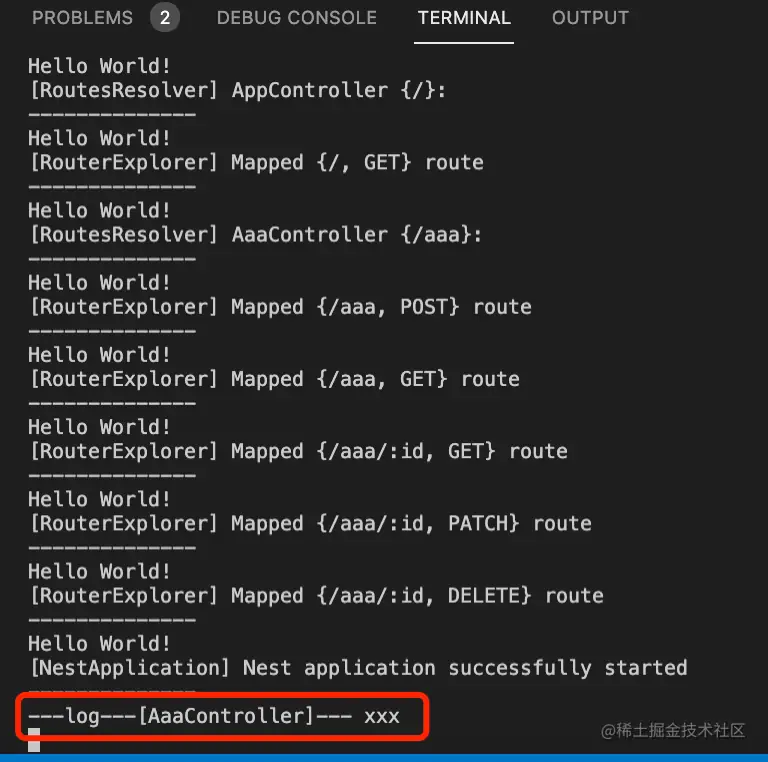 PROBLEMS 2 DEBUG CONSOLE TERMINAL OUTPUT
Hello World!
[RoutesResolver] AppController {/}:
--------------
Hello World!
[RouterExplorer] Mapped {/, GET} route
--------------
Hello World!
[RoutesResolver] AaaController {/aaa}:
--------------
Hello World!
[RouterExplorer] Mapped {/aaa, POST} route
--------------
Hello World!
[RouterExplorer] Mapped {/aaa, GET} route
--------------
Hello World!
[RouterExplorer] Mapped {/aaa/:id, GET} route
--------------
Hello World!
[RouterExplorer] Mapped {/aaa/:id, PATCH} route
--------------
Hello World!
[RouterExplorer] Mapped {/aaa/:id, DELETE} route
--------------
Hello World!
[NestApplication] Nest application successfully started
--------------
---log---[AaaController]--- xxx
@稀土掘金技术社区